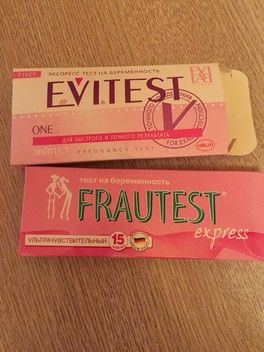 1 ТЕСТ
ЭКСПРЕСС-ТЕСТ НА БЕРЕМЕННОСТЬ
EVITEST
ONE
ДЛЯ БЫСТРОГО И ТОЧНОГО РЕЗУЛЬТАТА
PREGNANCY TEST
HELM
тест на беременность
FRAUTEST®
express
УЛЬТРАЧУВСТВИТЕЛЬНЫЙ
15